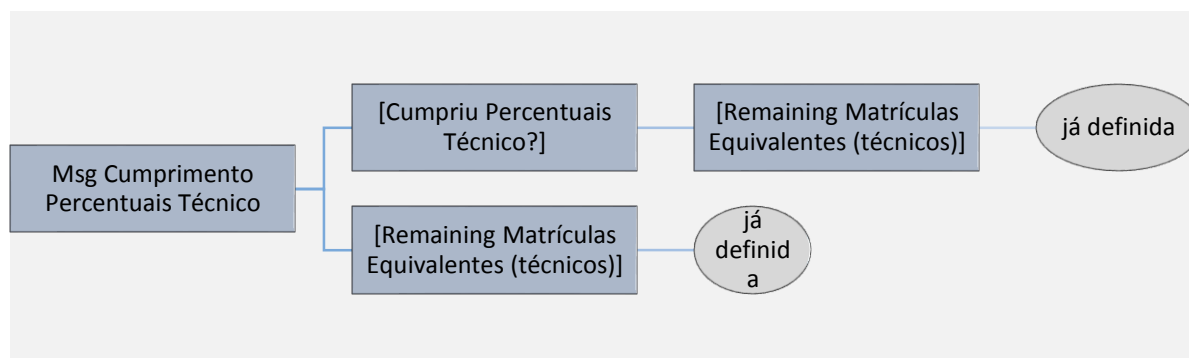 Msg Cumprimento
Percentuais Técnico
[Cumpriu Percentuais
Técnico?]
[Remaining Matrículas
Equivalentes (técnicos)]
já definida
[Remaining Matrículas
Equivalentes (técnicos)]
já
definid
a